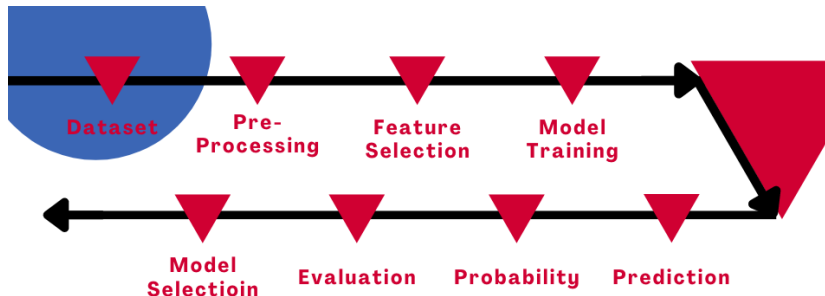 Dataset
Pre-
Processing
Feature
Selection
Model
Training
Model
Selectioin
Evaluation
Probability
Prediction